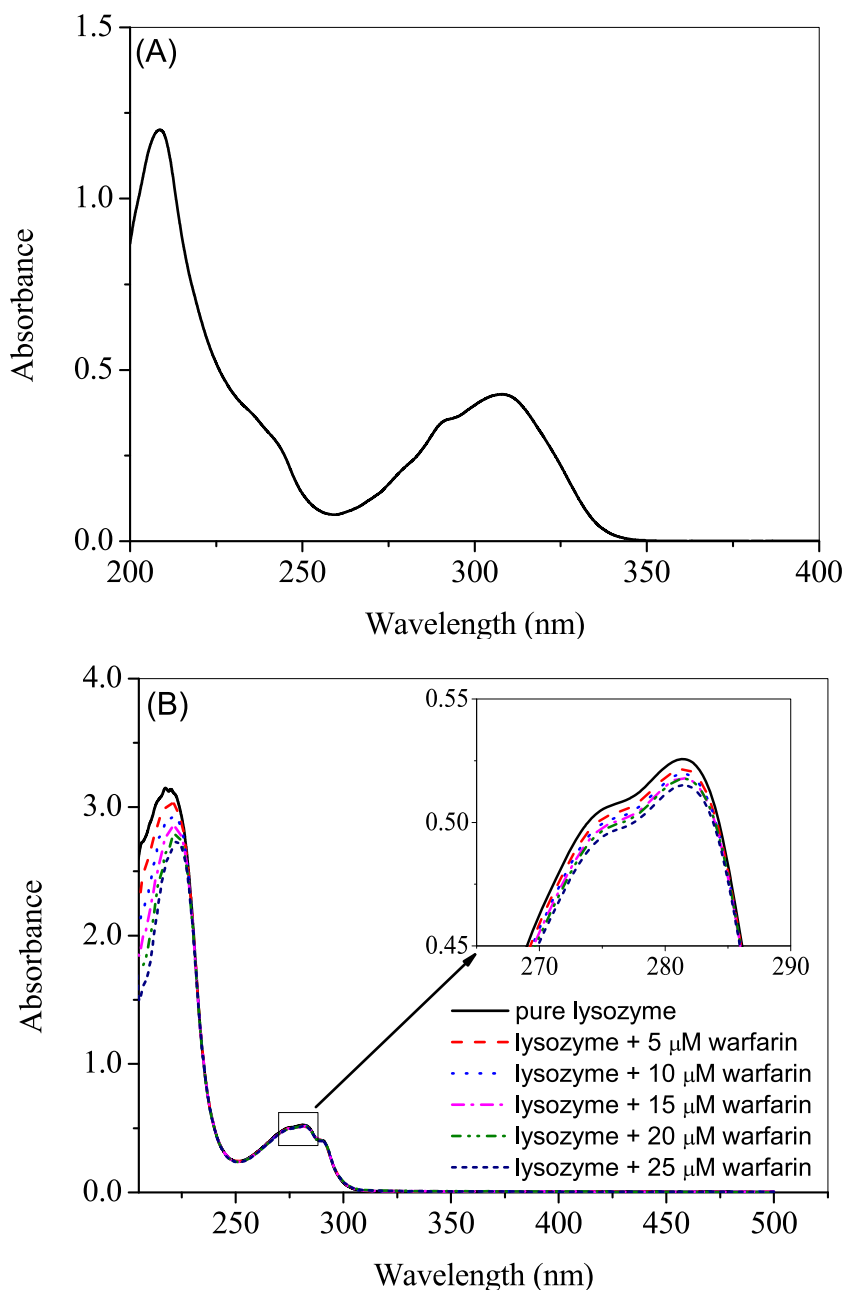 (A)
1.5
1.0
0.5
0.0
Absorbance
200
250
300
350
400
Wavelength (nm)
(B)
4.0
3.0
2.0
1.0
0.0
Absorbance
0.55
0.50
0.45
270
280
290
pure lysozyme
lysozyme + 5 μM warfarin
lysozyme + 10 μM warfarin
lysozyme + 15 μM warfarin
lysozyme + 20 μM warfarin
lysozyme + 25 μM warfarin
250
300
350
400
450
500
Wavelength (nm)